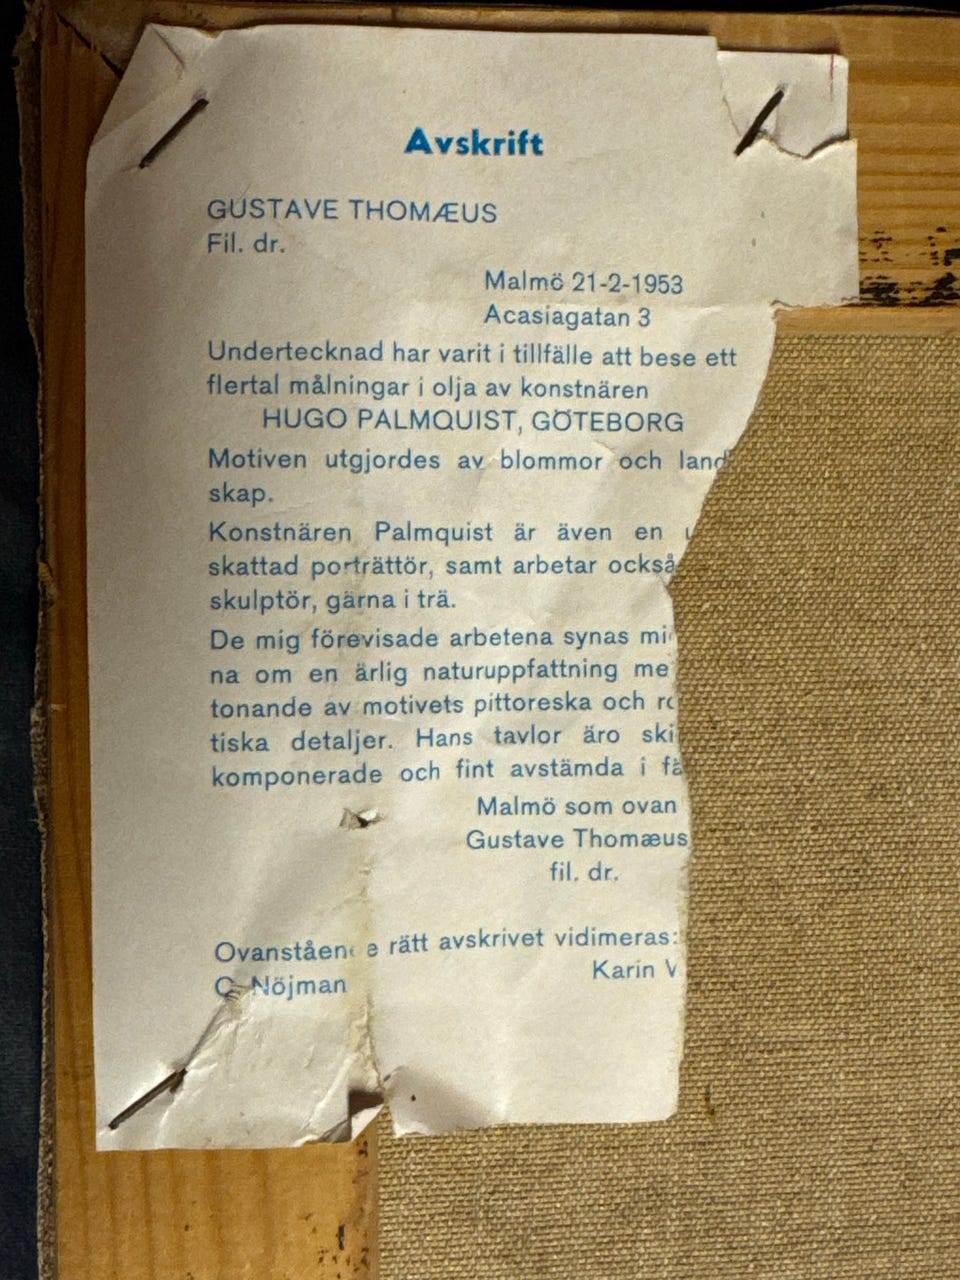 Avskrift
GUSTAVE THOMÆUS
Fil. dr.
Malmö 21-2-1953
Acasiagatan 3
Undertecknad har varit i tillfälle att bese ett
flertal målningar i olja av konstnären
HUGO PALMQUIST, GÖTEBORG
Motiven utgjordes av blommor och land
skap.
Konstnären Palmquist är även en
skattad porträttör, samt arbetar också
skulptör, gärna i trä.
De mig förevisade arbetena synas
na om en ärlig naturuppfattning me
tonande av motivets pittoreska och
tiska detaljer. Hans tavlor äro ski
komponerade och fint avstämda i fä
Malmö som ovan
Gustave Thomæus
fil. dr.
Ovanståen e rätt avskrivet vidimeras:
Nöjman Karin V